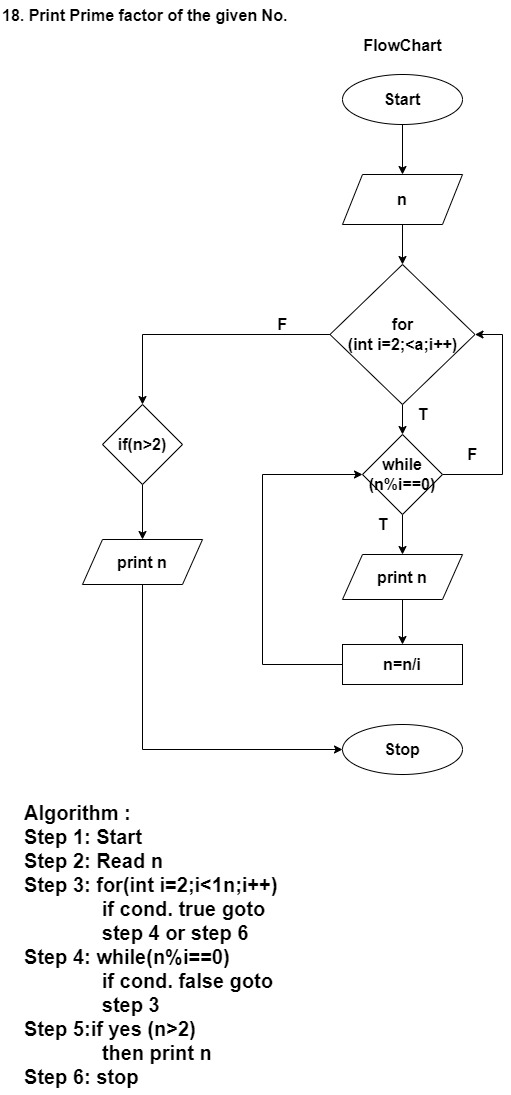 18. Print Prime factor of the given No.
FlowChart
Start
n
for
(int i=2;<a;i++)
F
T
if(n>2)
while
(n%i==0)
F
T
print n
print n
n=n/i
Stop
Algorithm :
Step 1: Start
Step 2: Read n
Step 3: for(int i=2;i<1n;i++)
if cond. true goto
step 4 or step 6
Step 4: while(n%i==0)
if cond. false goto
step 3
Step 5:if yes (n>2)
then print n
Step 6: stop